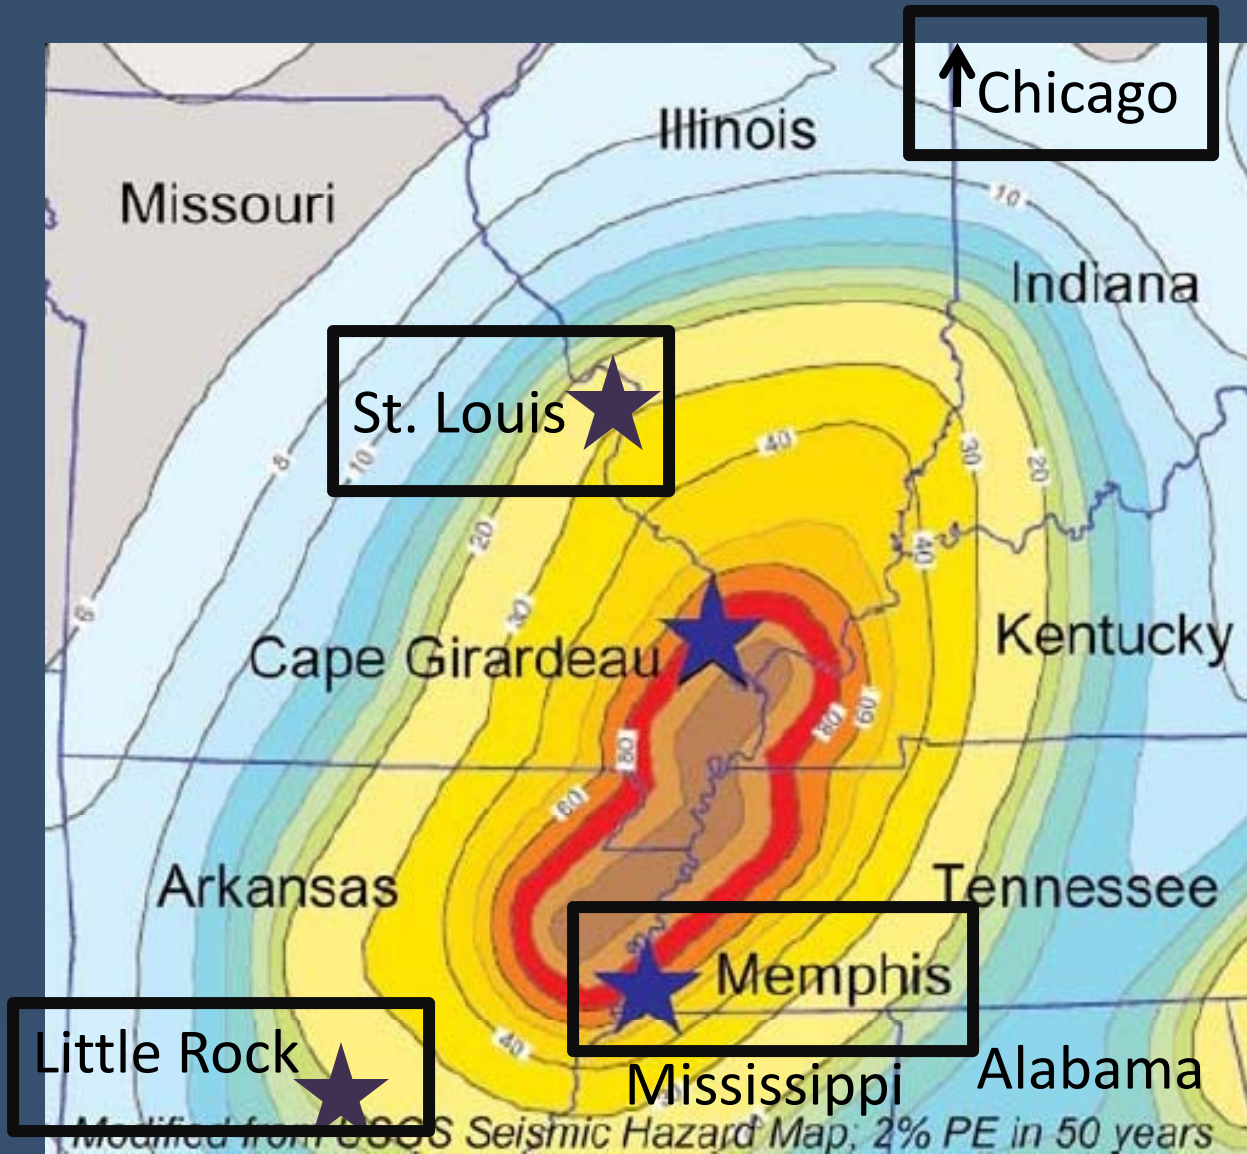 Chicago
Illinois
Missouri
10
Indiana
St. Louis
8
10
40
30
20
20
40
6
30
Cape Girardeau
Kentucky
80
60
80
60
Arkansas
Tennessee
Memphis
Little Rock
40
Mississippi
Alabama
Modified from USGS Seismic Hazard Map; 2% PE in 50 years